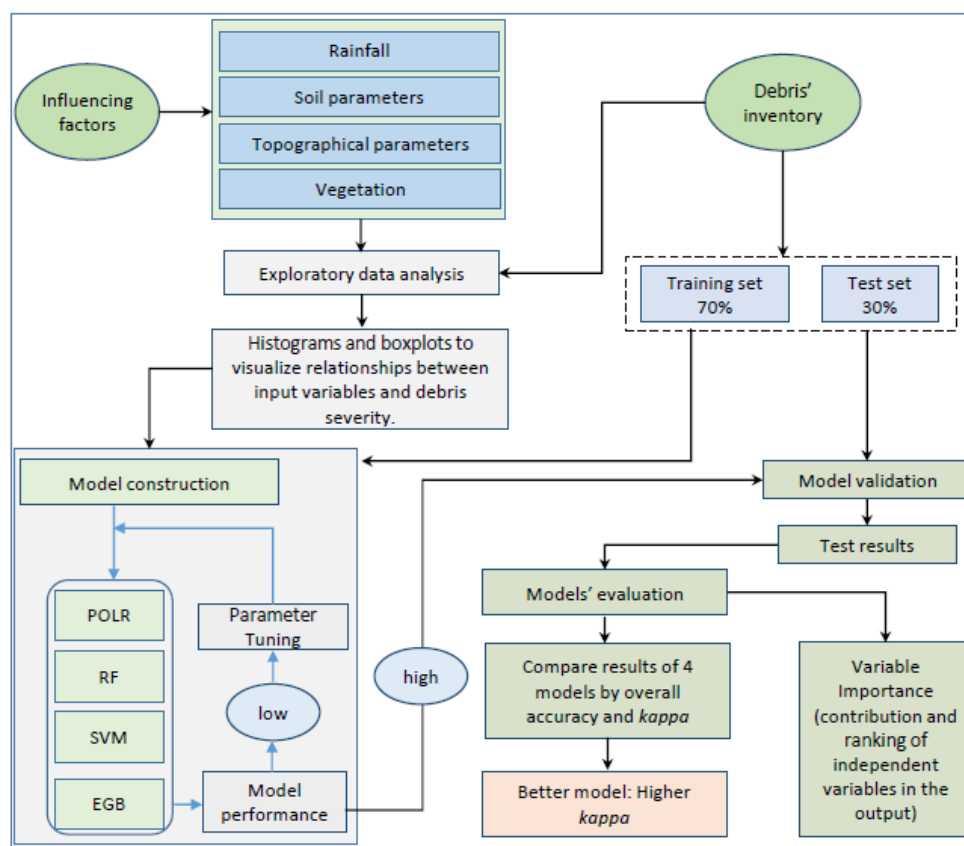 Influencing
factors
Rainfall
Soil parameters
Topographical parameters
Vegetation
Debris’
inventory
Exploratory data analysis
Training set
70%
Test set
30%
Histograms and boxplots to
visualize relationships between
input variables and debris
severity.
Model construction
POLR
RF
SVM
EGB
Parameter
Tuning
low
Model
performance
high
Model validation
Test results
Models’ evaluation
Compare results of 4
models by overall
accuracy and kappa
Better model: Higher
kappa
Variable
Importance
(contribution and
ranking of
independent
variables in the
output)